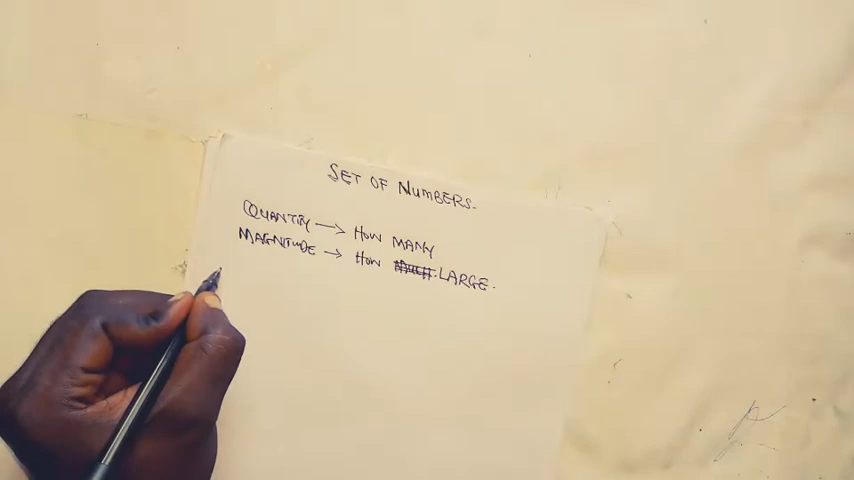 SET OF NUMBERS.
QUANTITY → HOW MANY
MAGNITUDE → HOW LARGE.